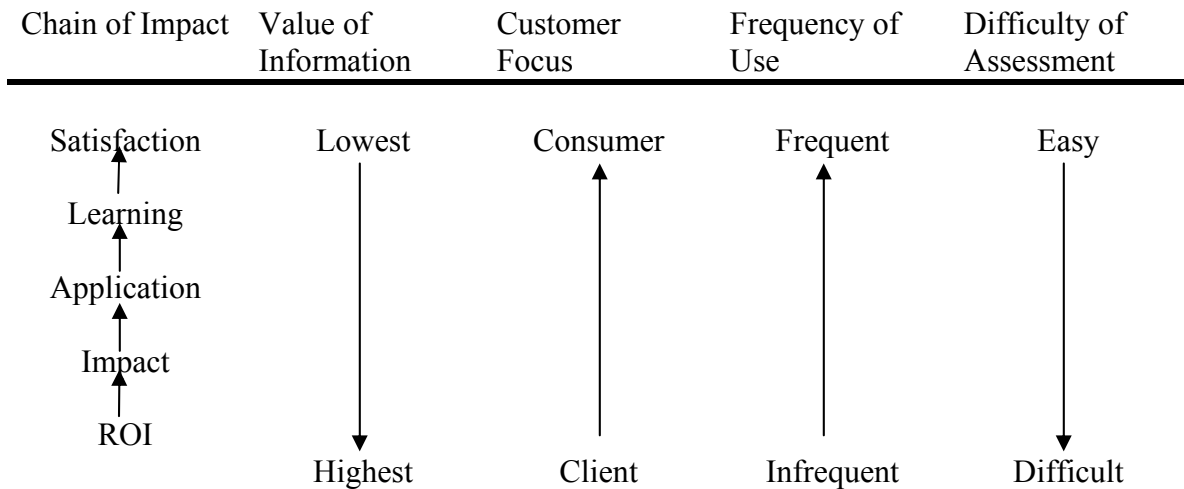 Chain of Impact
Value of
Information
Customer
Focus
Frequency of
Use
Difficulty of
Assessment
Satisfaction
Lowest
Consumer
Frequent
Easy
Learning
Application
Impact
ROI
Highest
Client
Infrequent
Difficult